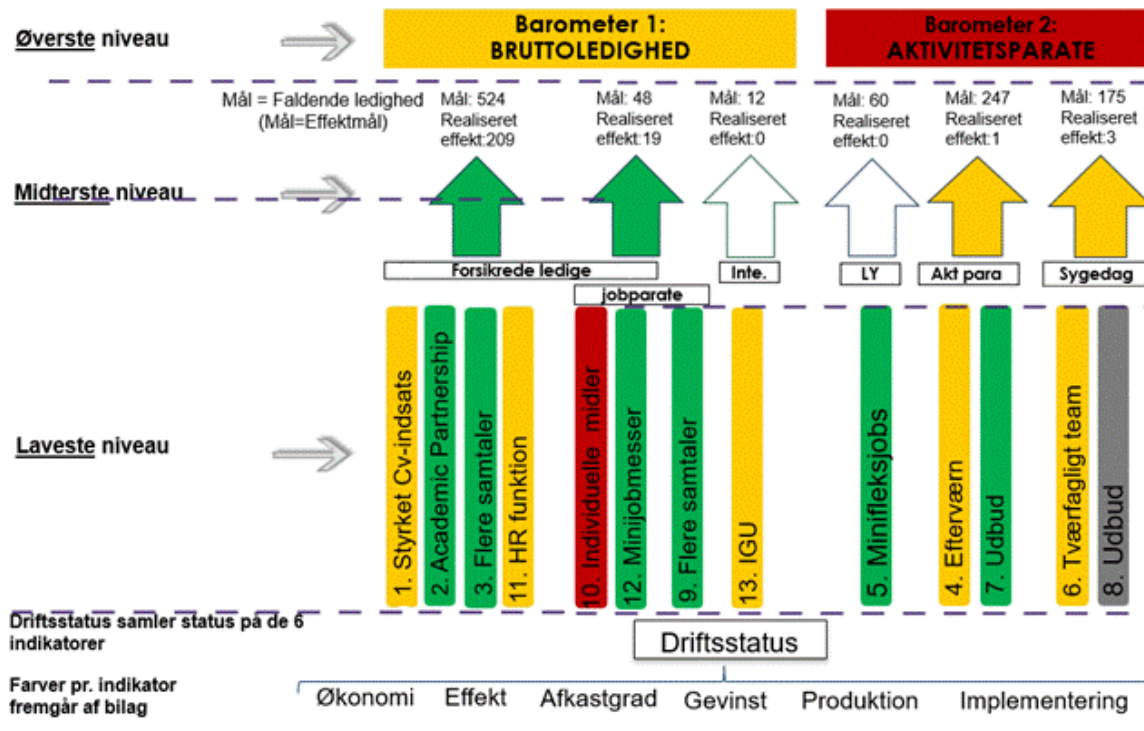 Øverste niveau
Barometer 1:
BRUTTOLEDIGHED
Barometer 2:
AKTIVITETSPARATE
Mål = Faldende ledighed
(Mål=Effektmål)
Mål: 524
Realiseret
effekt:209
Mål: 48
Realiseret
effekt:19
Mål: 12
Realiseret
effekt:0
Mål: 60
Realiseret
effekt:0
Mål: 247
Realiseret
effekt:1
Mål: 175
Realiseret
effekt:3
Midterste niveau
Forsikrede ledige
jobparate
Inte.
LY
Akt para
Sygedag
Laveste niveau
1. Styrket Cv-indsats
2. Academic Partnership
3. Flere samtaler
11. HR funktion
10. Individuelle midler
12. Minijobmesser
9. Flere samtaler
13. IGU
5. Minifleksjobs
4. Efterværn
7. Udbud
6. Tværfagligt team
8. Udbud
Driftsstatus samler status på de 6
indikatorer
Driftsstatus
Farver pr. indikator
fremgår af bilag
Økonomi
Effekt
Afkastgrad
Gevinst
Produktion
Implementering